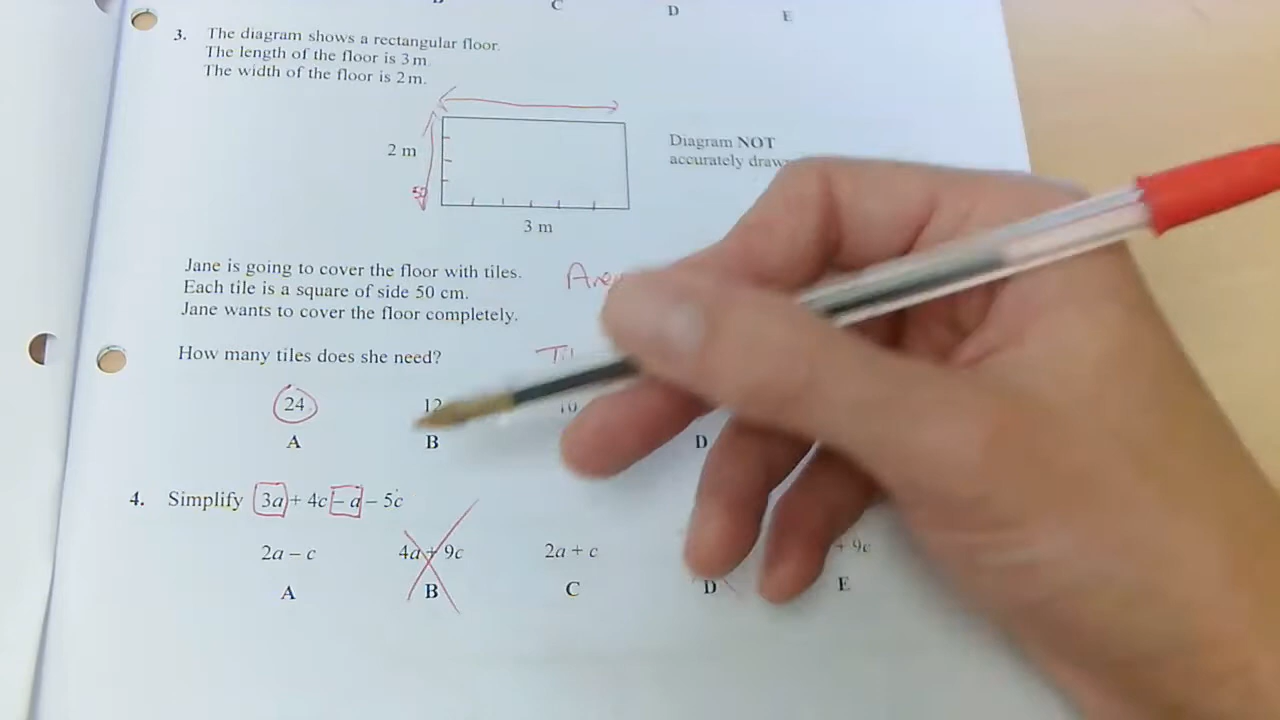 C D E
3. The diagram shows a rectangular floor.
The length of the floor is 3 m.
The width of the floor is 2 m.
2 m
50
3 m
Diagram NOT
accurately
Jane is going to cover the floor with tiles.
Each tile is a square of side 50 cm.
Jane wants to cover the floor completely.
How many tiles does she need?
24 12
A B D
4. Simplify 3a + 4c - a - 5c
2a – c 4a + 9c 2a + c + 9c
A B C D E